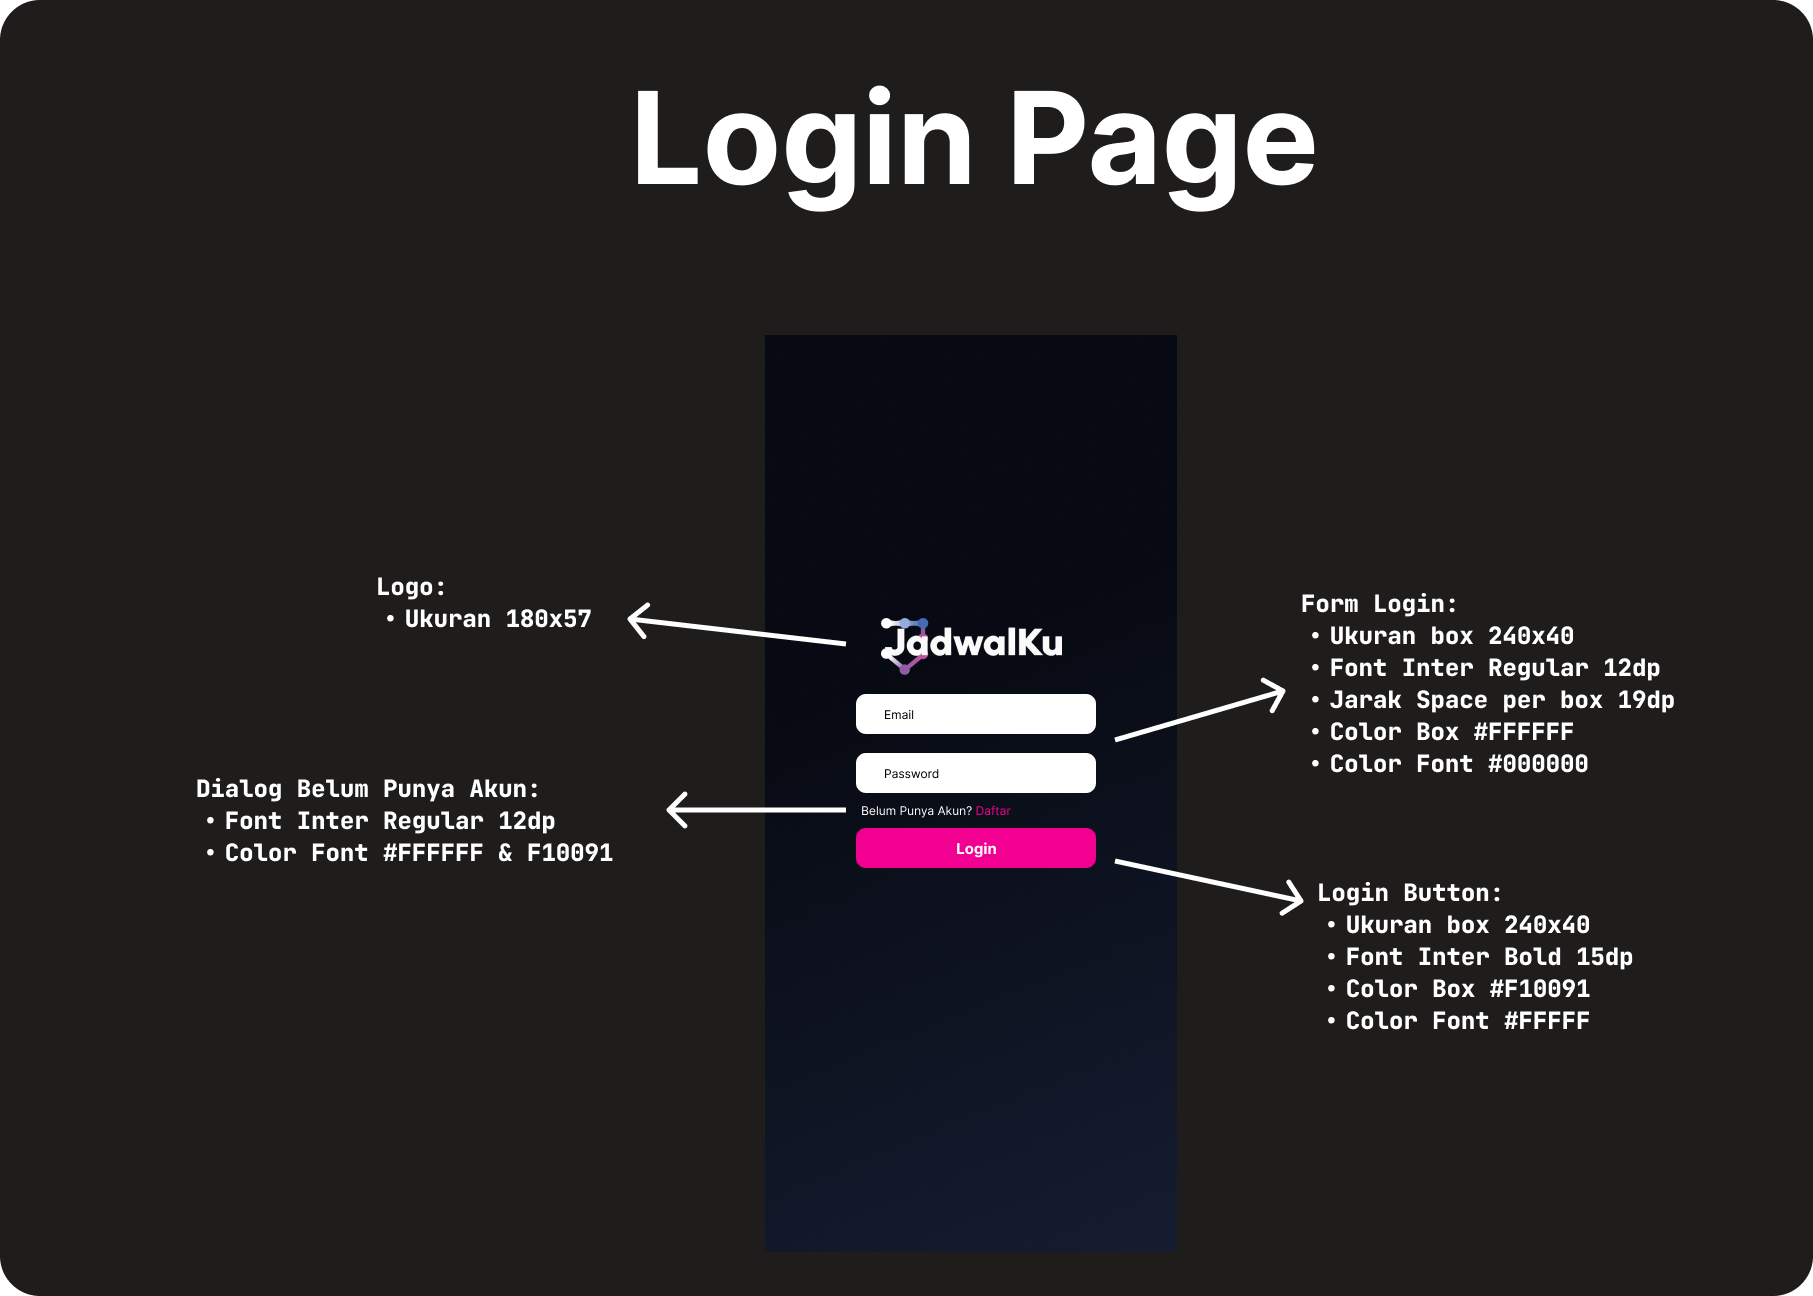 Login Page
Logo:
• Ukuran 180x57
JadwalKu
Email
Password
Belum Punya Akun? Daftar
Login
Dialog Belum Punya Akun:
• Font Inter Regular 12dp
• Color Font #FFFFFF & F10091
Form Login:
• Ukuran box 240x40
• Font Inter Regular 12dp
• Jarak Space per box 19dp
• Color Box #FFFFFF
• Color Font #000000
Login Button:
• Ukuran box 240x40
• Font Inter Bold 15dp
• Color Box #F10091
• Color Font #FFFFF